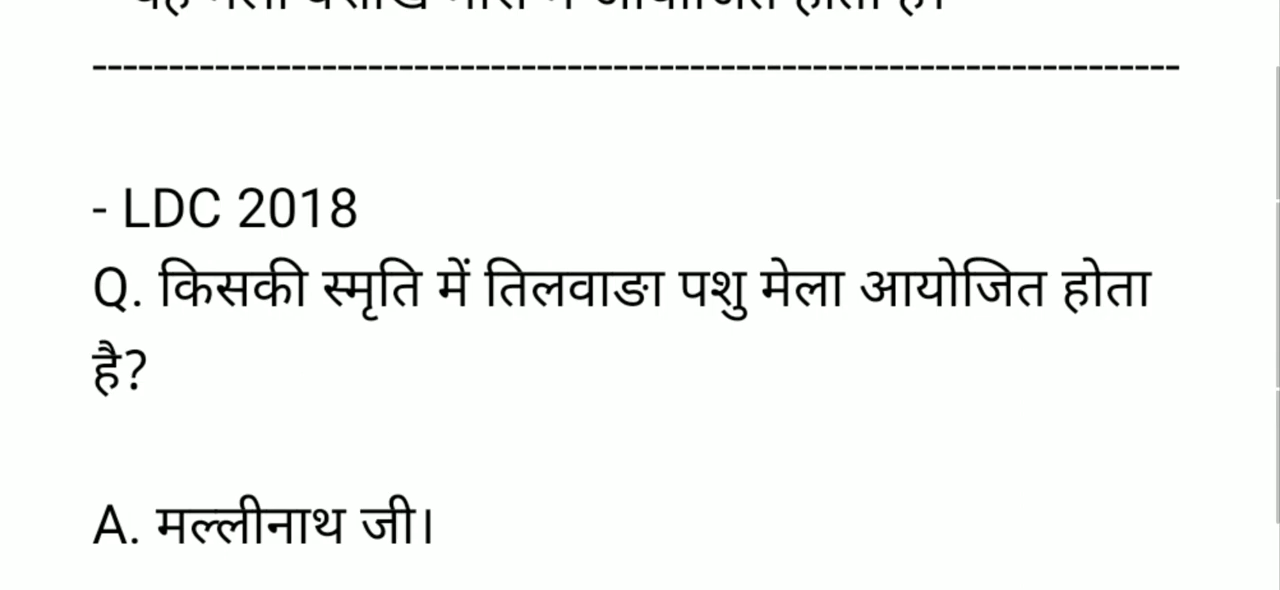 ------------------------------------------------------------------------
- LDC 2018
Q. किसकी स्मृति में तिलवाङा पशु मेला आयोजित होता
है?
A. मल्लीनाथ जी।